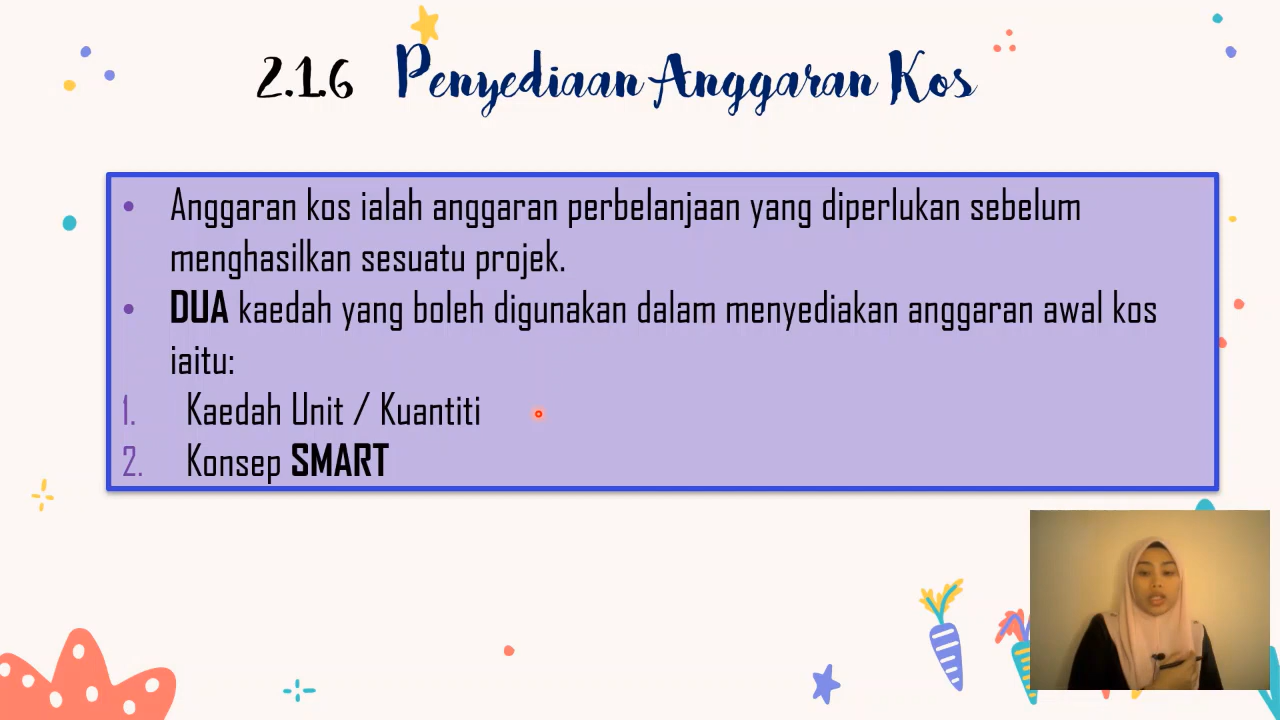 2.1.6 Penyediaan Anggaran Kos
• Anggaran kos ialah anggaran perbelanjaan yang diperlukan sebelum
menghasilkan sesuatu projek.
• DUA kaedah yang boleh digunakan dalam menyediakan anggaran awal kos
iaitu:
1. Kaedah Unit / Kuantiti
2. Konsep SMART